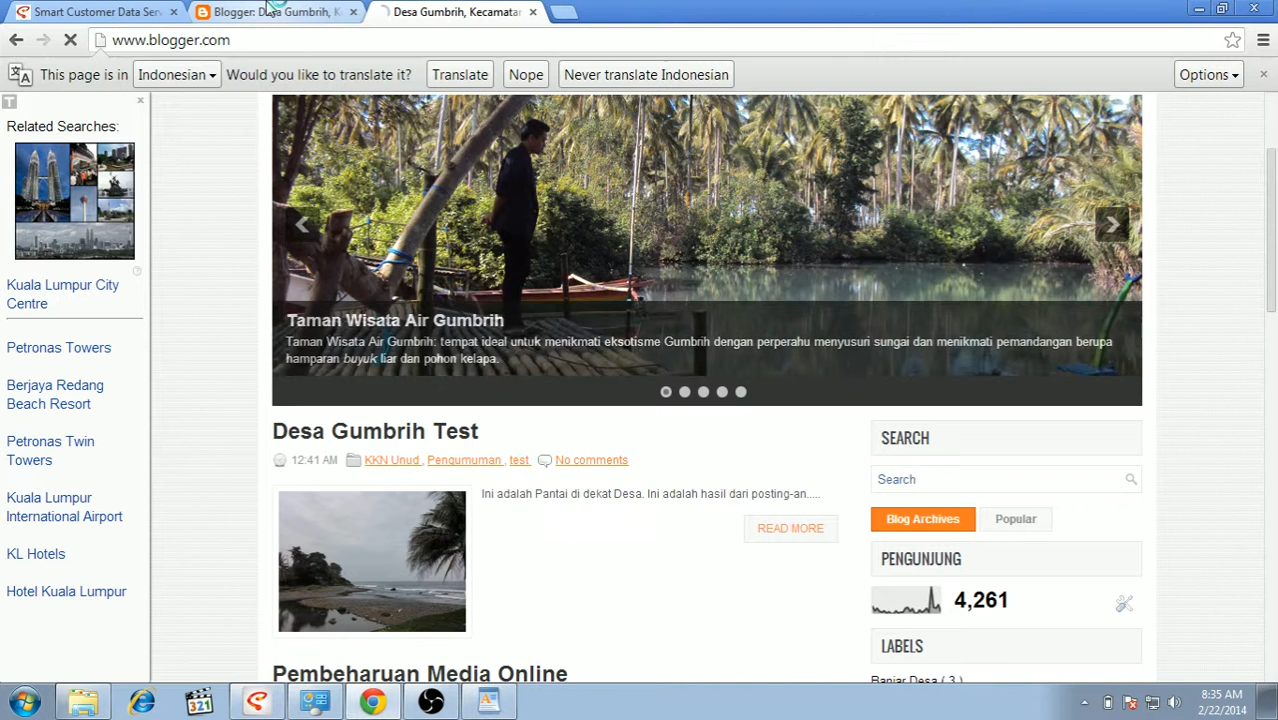 Smart Customer Data Serv
Blogger: Desa Gumbrih, K
Desa Gumbrih, Kecamatan
www.blogger.com
This page is in Indonesian Would you like to translate it? Translate Nope Never translate Indonesian Options
T
Related Searches:
Kuala Lumpur City
Centre
Petronas Towers
Berjaya Redang
Beach Resort
Petronas Twin
Towers
Kuala Lumpur
International Airport
KL Hotels
Hotel Kuala Lumpur
Taman Wisata Air Gumbrih
Taman Wisata Air Gumbrih: tempat ideal untuk menikmati eksotisme Gumbrih dengan perperahu menyusuri sungai dan menikmati pemandangan berupa
hamparan buyuk liar dan pohon kelapa.
Desa Gumbrih Test
12:41 AM KKN Unud , Pengumuman , test No comments
Ini adalah Pantai di dekat Desa. Ini adalah hasil dari posting-an.....
READ MORE
Pembeharuan Media Online
SEARCH
Search
Blog Archives Popular
PENGUNJUNG
4,261
LABELS
Banjar Desa ( 3 )
321
8:35 AM
2/22/2014